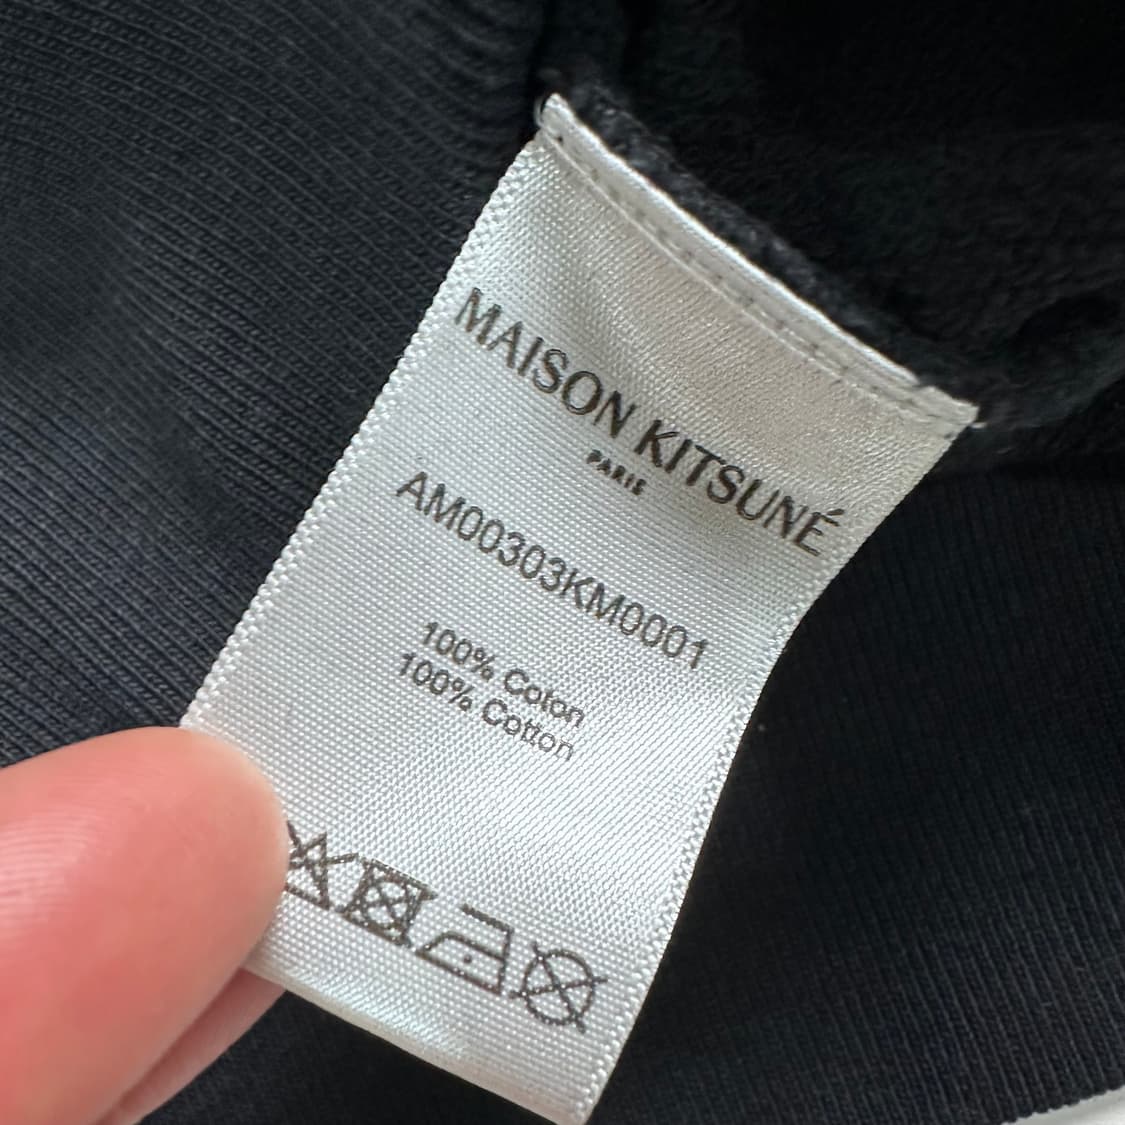 MAISON KITSUNÉ
PARIS
AM00303KM0001
100% Coton
100% Cotton